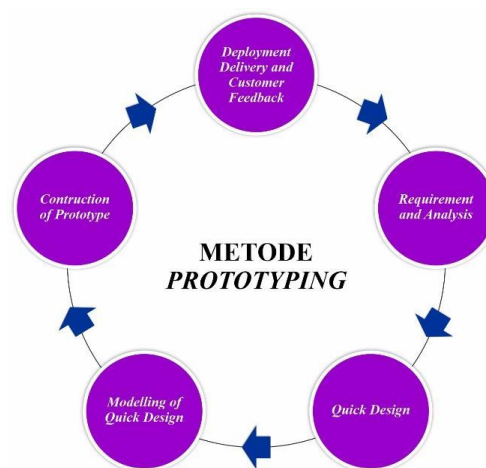 Deployment
Delivery and
Customer
Feedback
Contruction
of Prototype
Requirement
and Analysis
METODE
PROTOTYPING
Modelling of
Quick Design
Quick Design